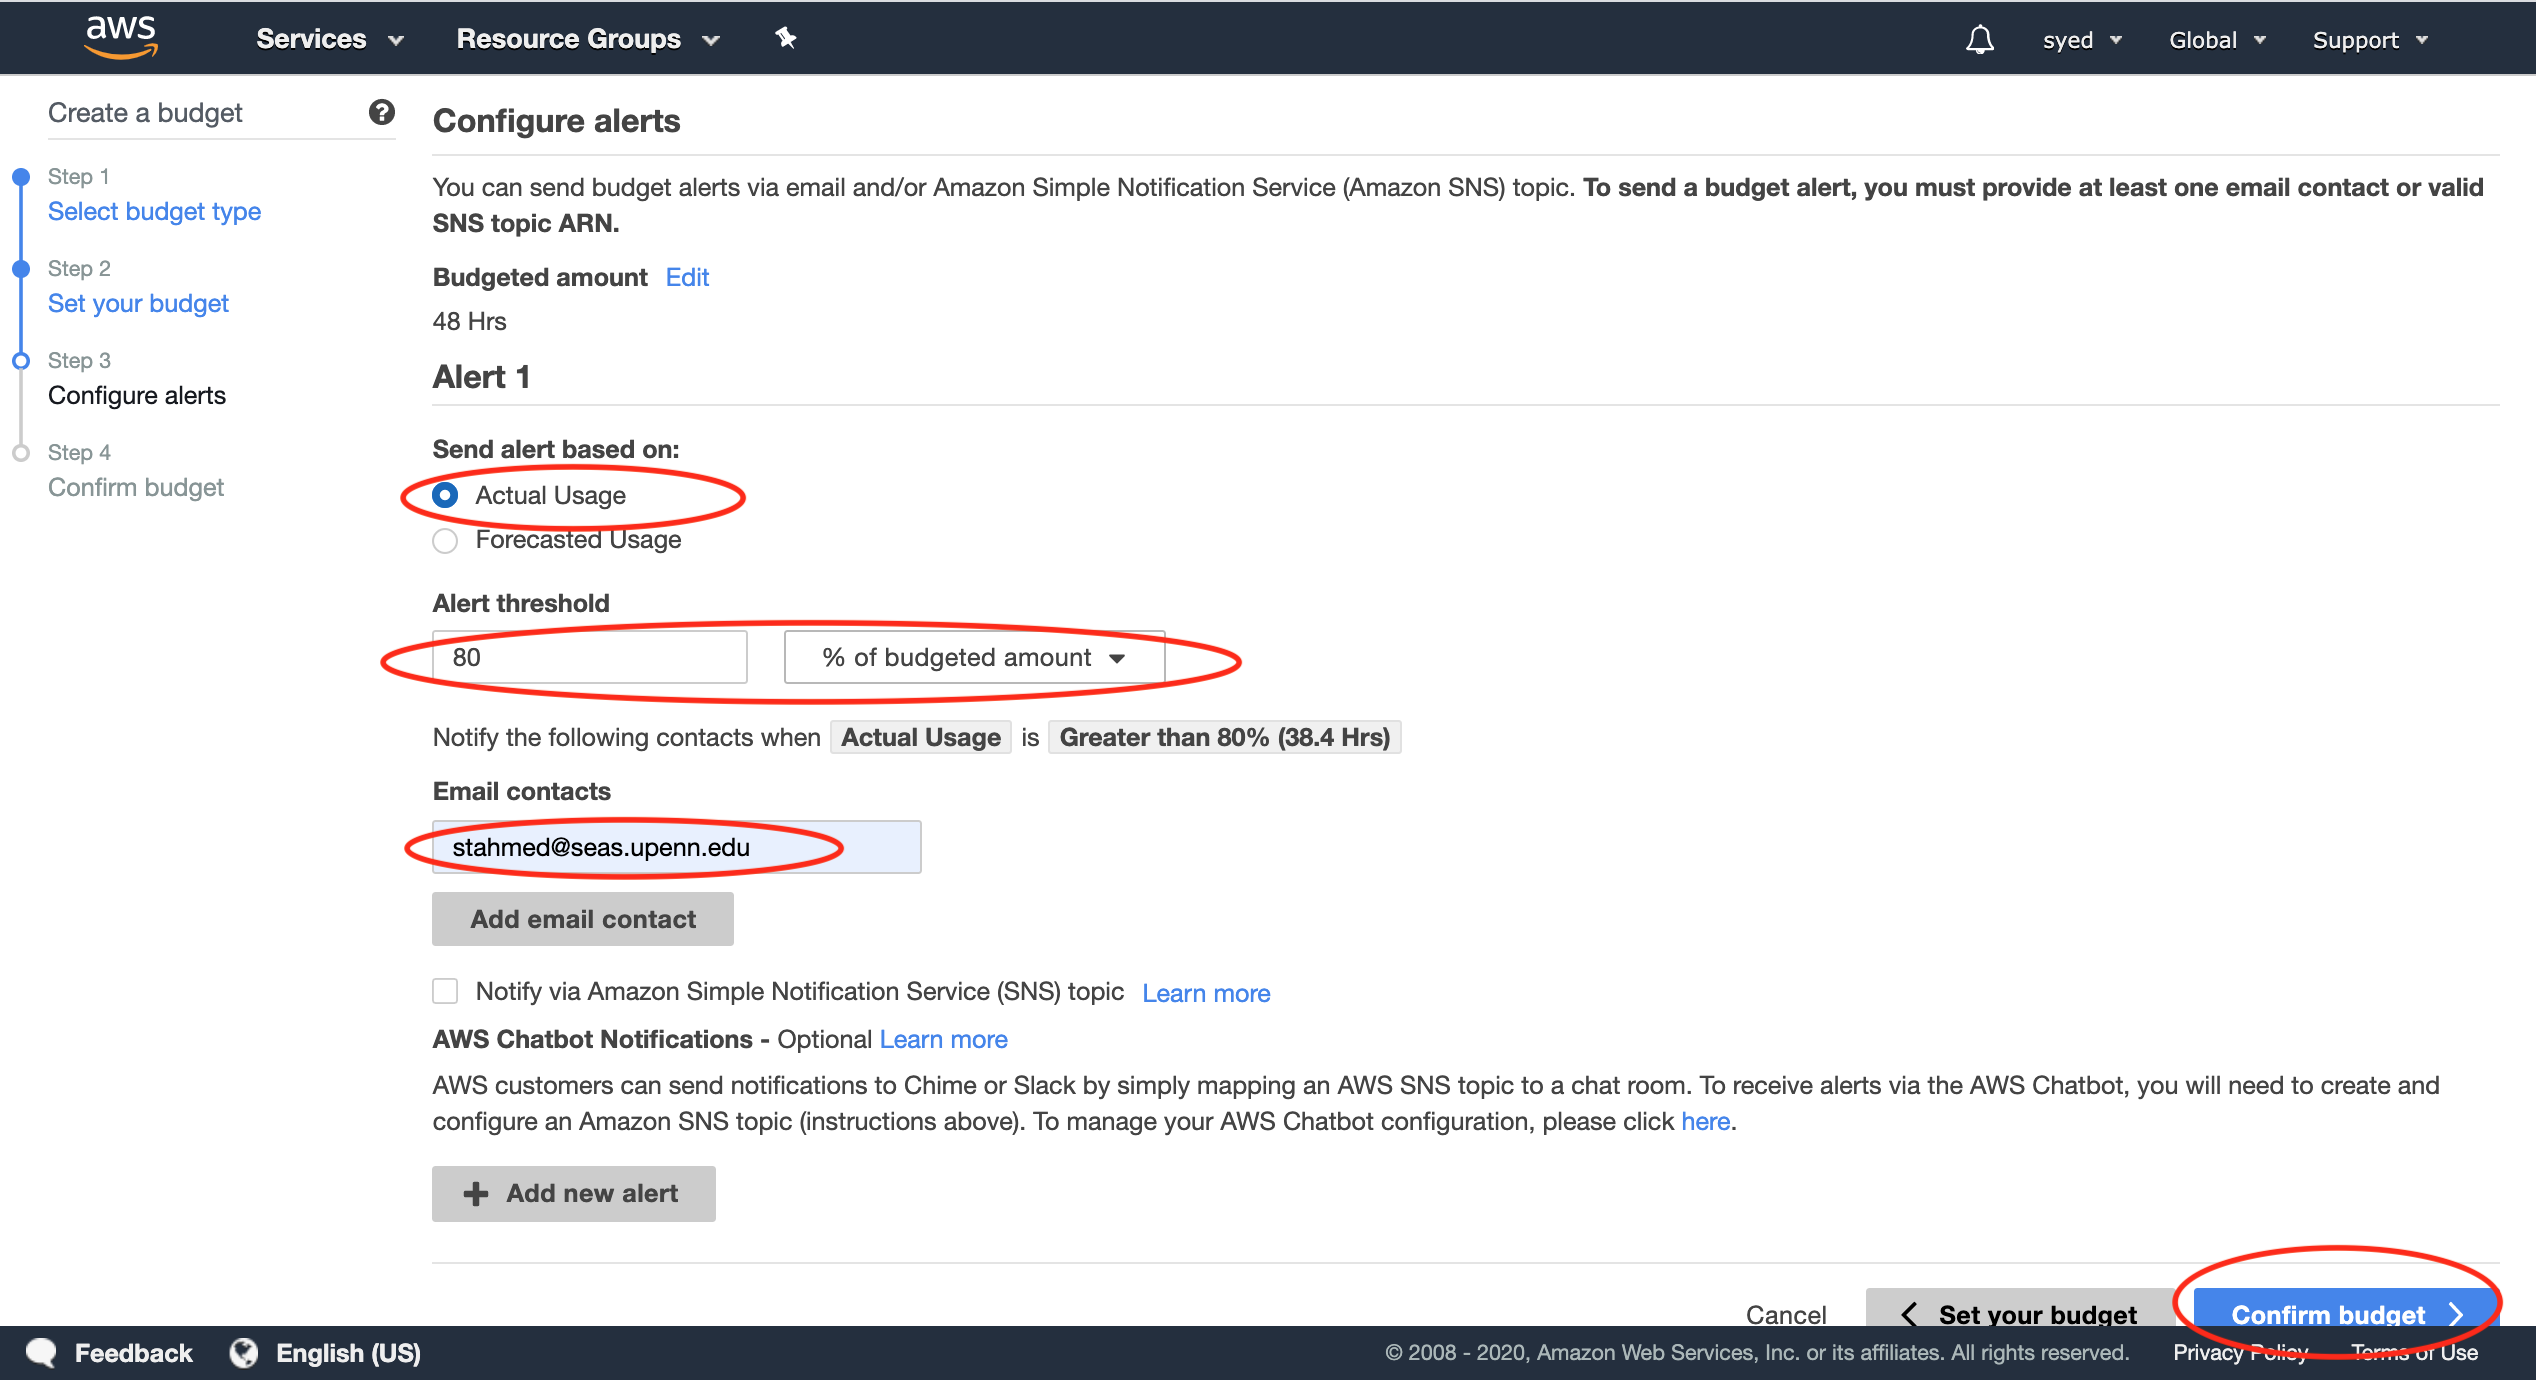 aws Services Resource Groups syed Global Support
Create a budget
Step 1
Select budget type
Step 2
Set your budget
Step 3
Configure alerts
Step 4
Confirm budget
Configure alerts
You can send budget alerts via email and/or Amazon Simple Notification Service (Amazon SNS) topic. To send a budget alert, you must provide at least one email contact or valid
SNS topic ARN.
Budgeted amount Edit
48 Hrs
Alert 1
Send alert based on:
Actual Usage
Forecasted Usage
Alert threshold
80 % of budgeted amount
Notify the following contacts when Actual Usage is Greater than 80% (38.4 Hrs)
Email contacts
stahmed@seas.upenn.edu
Add email contact
Notify via Amazon Simple Notification Service (SNS) topic Learn more
AWS Chatbot Notifications - Optional Learn more
AWS customers can send notifications to Chime or Slack by simply mapping an AWS SNS topic to a chat room. To receive alerts via the AWS Chatbot, you will need to create and
configure an Amazon SNS topic (instructions above). To manage your AWS Chatbot configuration, please click here.
Add new alert
Cancel Set your budget Confirm budget
Feedback English (US) © 2008 - 2020, Amazon Web Services, Inc. or its affiliates. All rights reserved. Privacy Policy Terms of Use